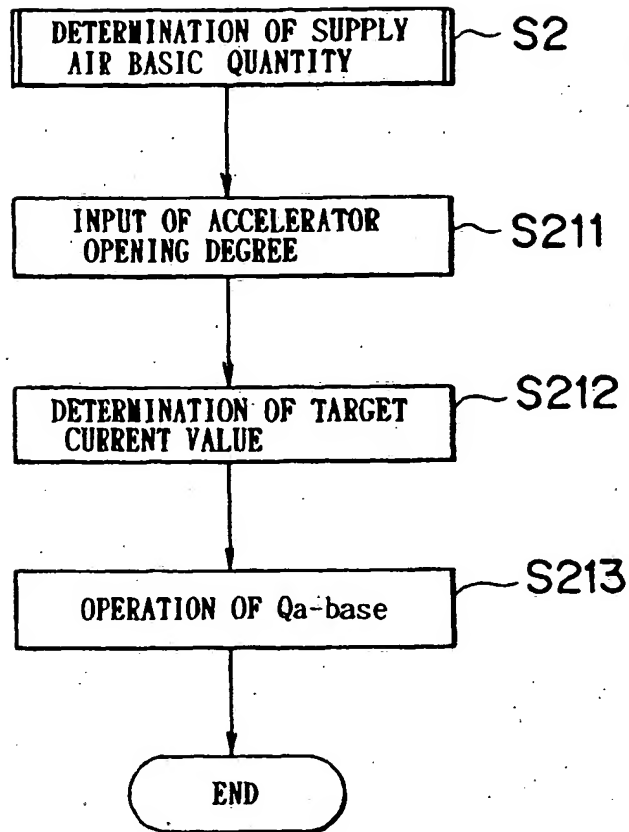 DETERMINATION OF SUPPLY
AIR BASIC QUANTITY
S2
INPUT OF ACCELERATOR
OPENING DEGREE
S211
DETERMINATION OF TARGET
CURRENT VALUE
S212
OPERATION OF Qa-base
S213
END